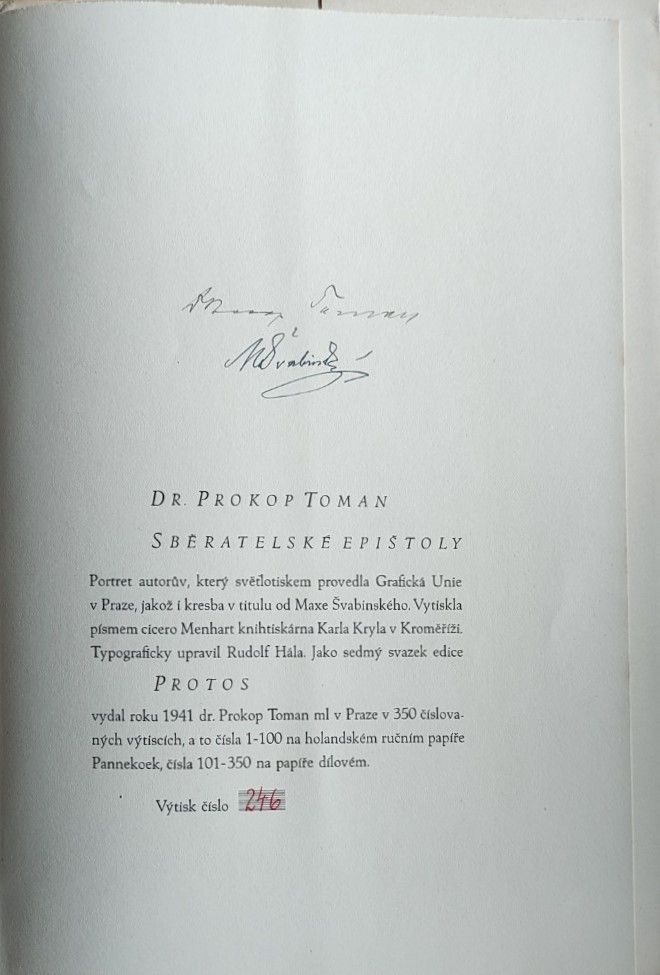 Toman
MŠvabinský
DR. PROKOP TOMAN
SBĚRATELSKÉ EPIŠTOLY
Portret autorův, který světlotiskem provedla Grafická Unie
v Praze, jakož i kresba v titulu od Maxe Švabinského. Vytiskla
písmem cicero Menhart knihtiskárna Karla Kryla v Kroměříži.
Typograficky upravil Rudolf Hála. Jako sedmý svazek edice
PROTOS
vydal roku 1941 dr. Prokop Toman ml v Praze v 350 číslova-
ných výtiscích, a to čísla 1-100 na holandském ručním papíře
Pannekoek, čísla 101-350 na papíře dílovém.
Výtisk číslo 246